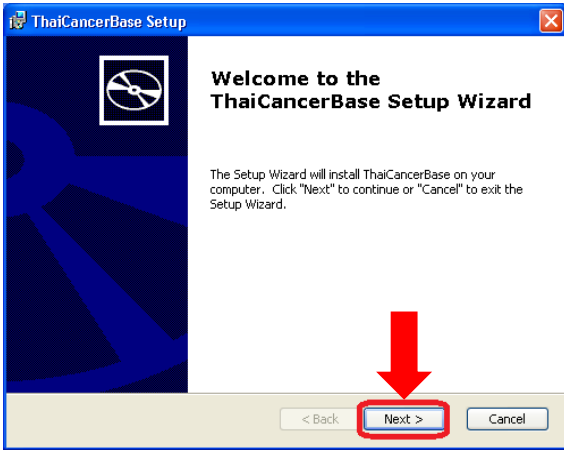 ThaiCancerBase Setup
Welcome to the
ThaiCancerBase Setup Wizard
The Setup Wizard will install ThaiCancerBase on your
computer. Click "Next" to continue or "Cancel" to exit the
Setup Wizard.
< Back Next > Cancel